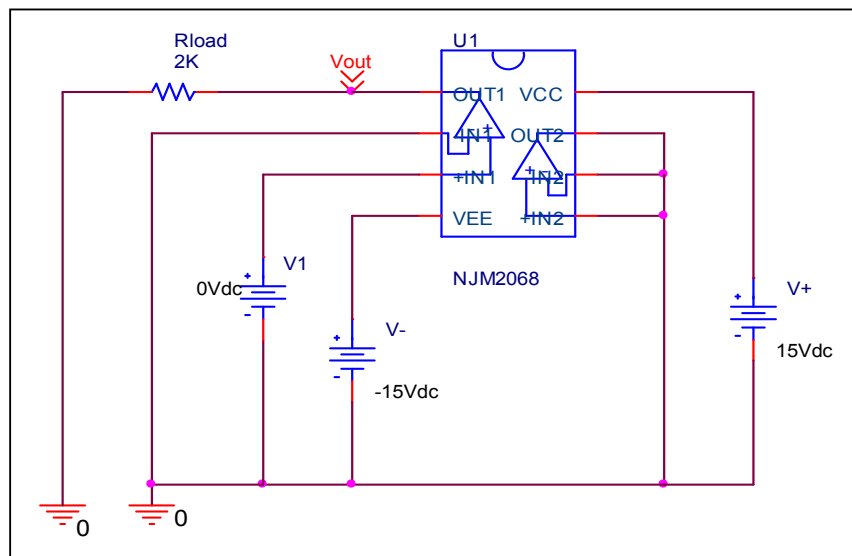 Rload
2K
Vout
U1
OUT1
VCC
-IN1
OUT2
+
+
+IN1
-IN2
VEE
+IN2
NJM2068
+
V1
0Vdc
-
+
V-
-15Vdc
-
+
V+
15Vdc
-
0
0